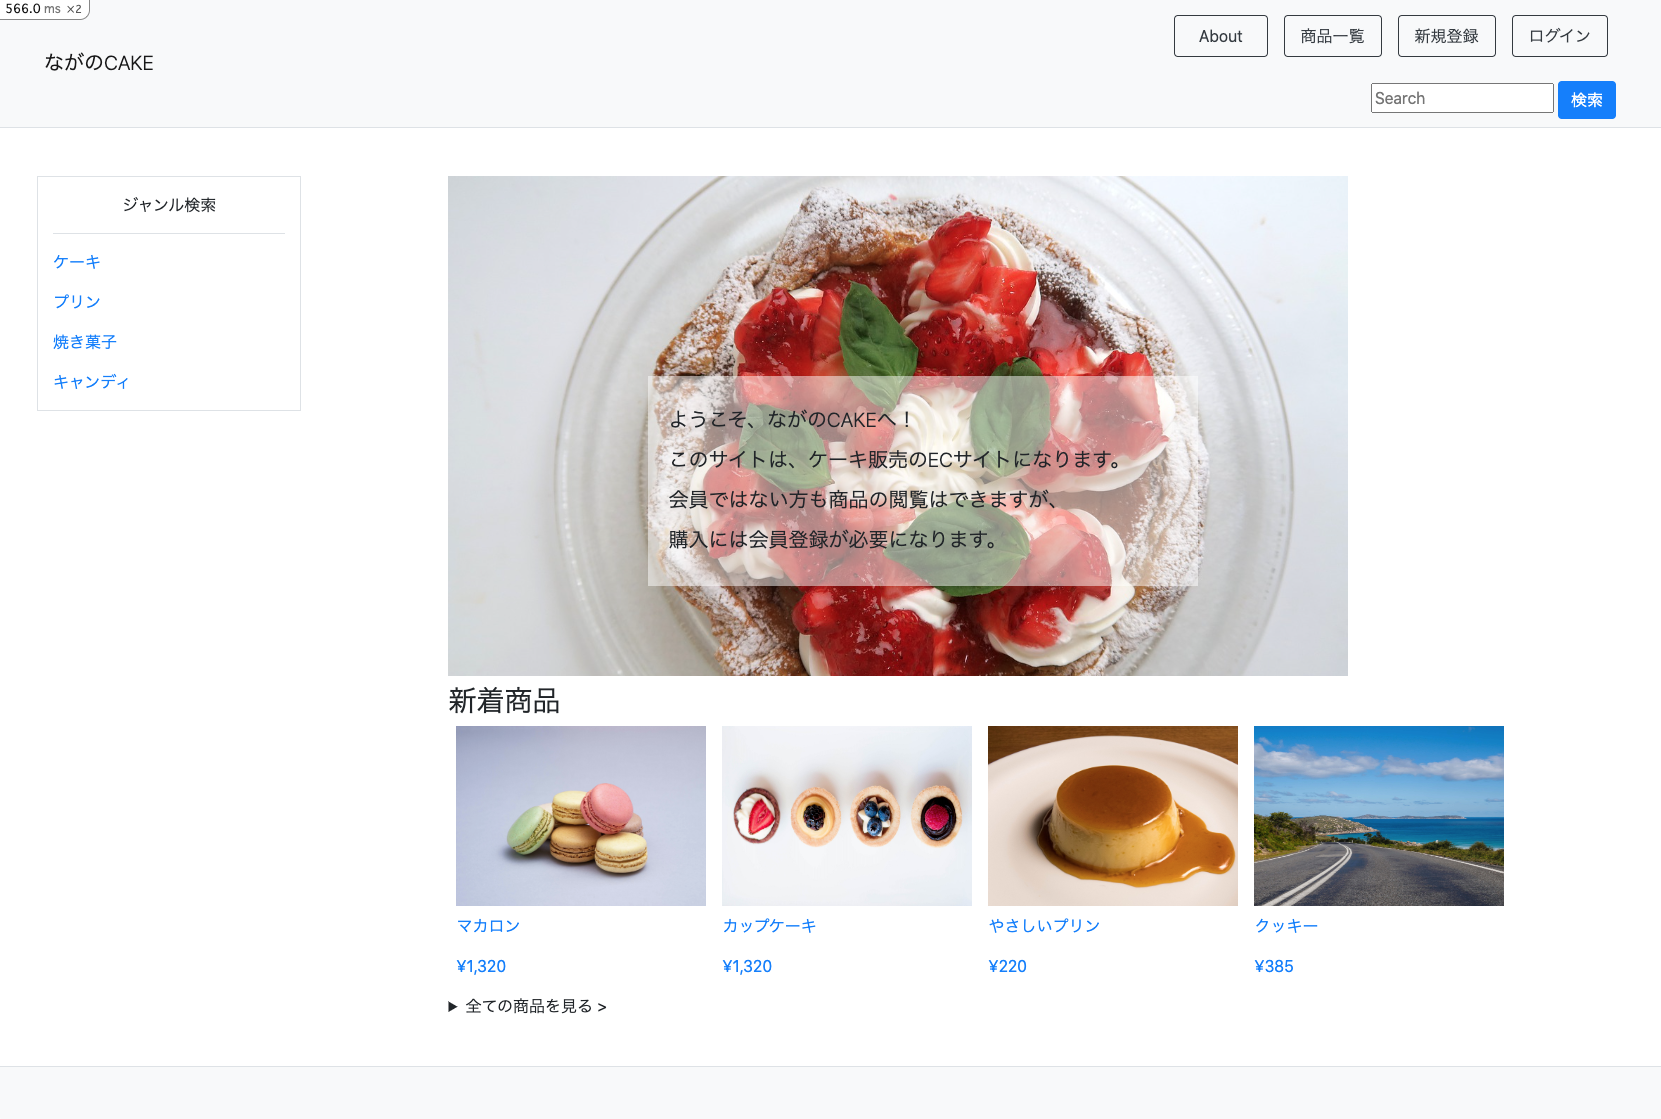 566.0 ms ×2
ながのCAKE
About
商品一覧
新規登録
ログイン
Search
検索
ジャンル検索
ケーキ
プリン
焼き菓子
キャンディ
ようこそ、ながのCAKEへ！
このサイトは、ケーキ販売のECサイトになります。
会員ではない方も商品の閲覧はできますが、
購入には会員登録が必要になります。
新着商品
マカロン
カップケーキ
やさしいプリン
クッキー
¥1,320
¥1,320
¥220
¥385
▶ 全ての商品を見る >